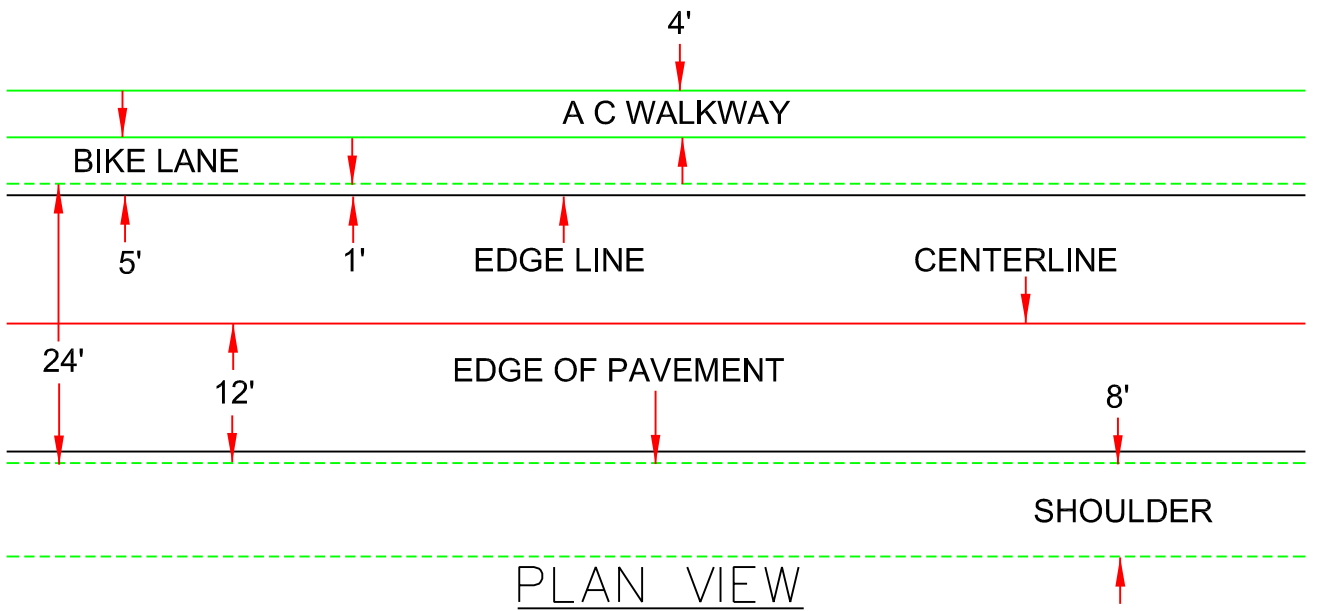 4'
A C WALKWAY
BIKE LANE
5'
1'
EDGE LINE
CENTERLINE
24'
12'
EDGE OF PAVEMENT
8'
SHOULDER
PLAN VIEW